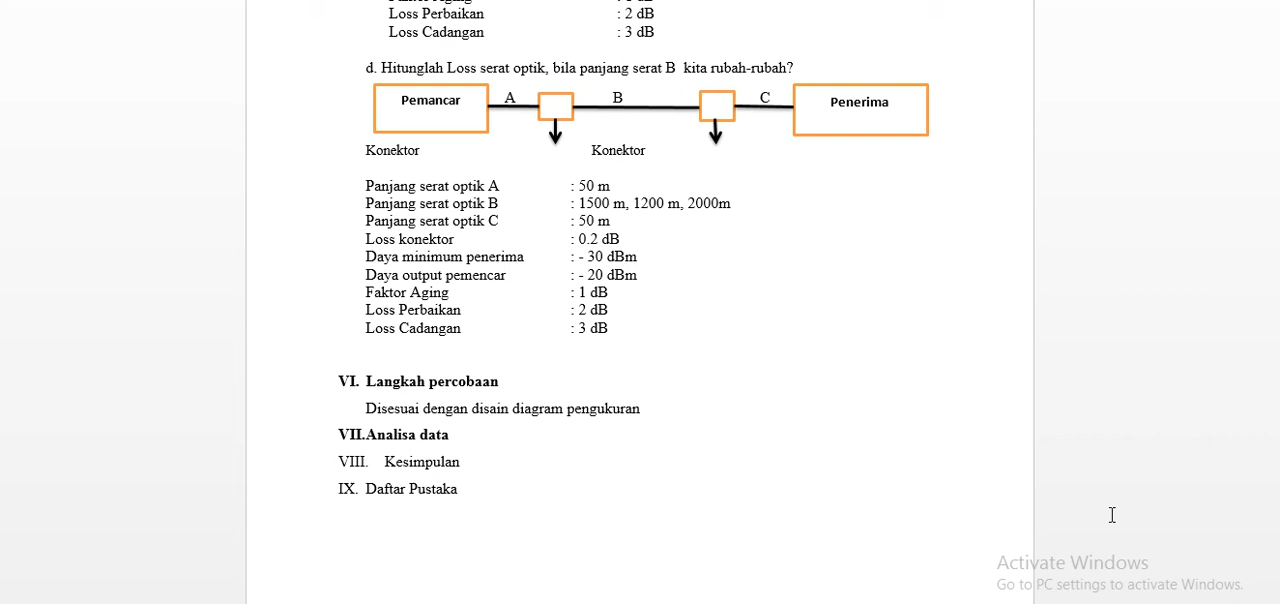 Loss Perbaikan : 2 dB
Loss Cadangan : 3 dB
d. Hitunglah Loss serat optik, bila panjang serat B kita rubah-rubah?
Pemancar A B C Penerima
Konektor Konektor
Panjang serat optik A : 50 m
Panjang serat optik B : 1500 m, 1200 m, 2000m
Panjang serat optik C : 50 m
Loss konektor : 0.2 dB
Daya minimum penerima : - 30 dBm
Daya output pemencar : - 20 dBm
Faktor Aging : 1 dB
Loss Perbaikan : 2 dB
Loss Cadangan : 3 dB
VI. Langkah percobaan
Disesuai dengan disain diagram pengukuran
VII.Analisa data
VIII. Kesimpulan
IX. Daftar Pustaka
Activate Windows
Go to PC settings to activate Windows.